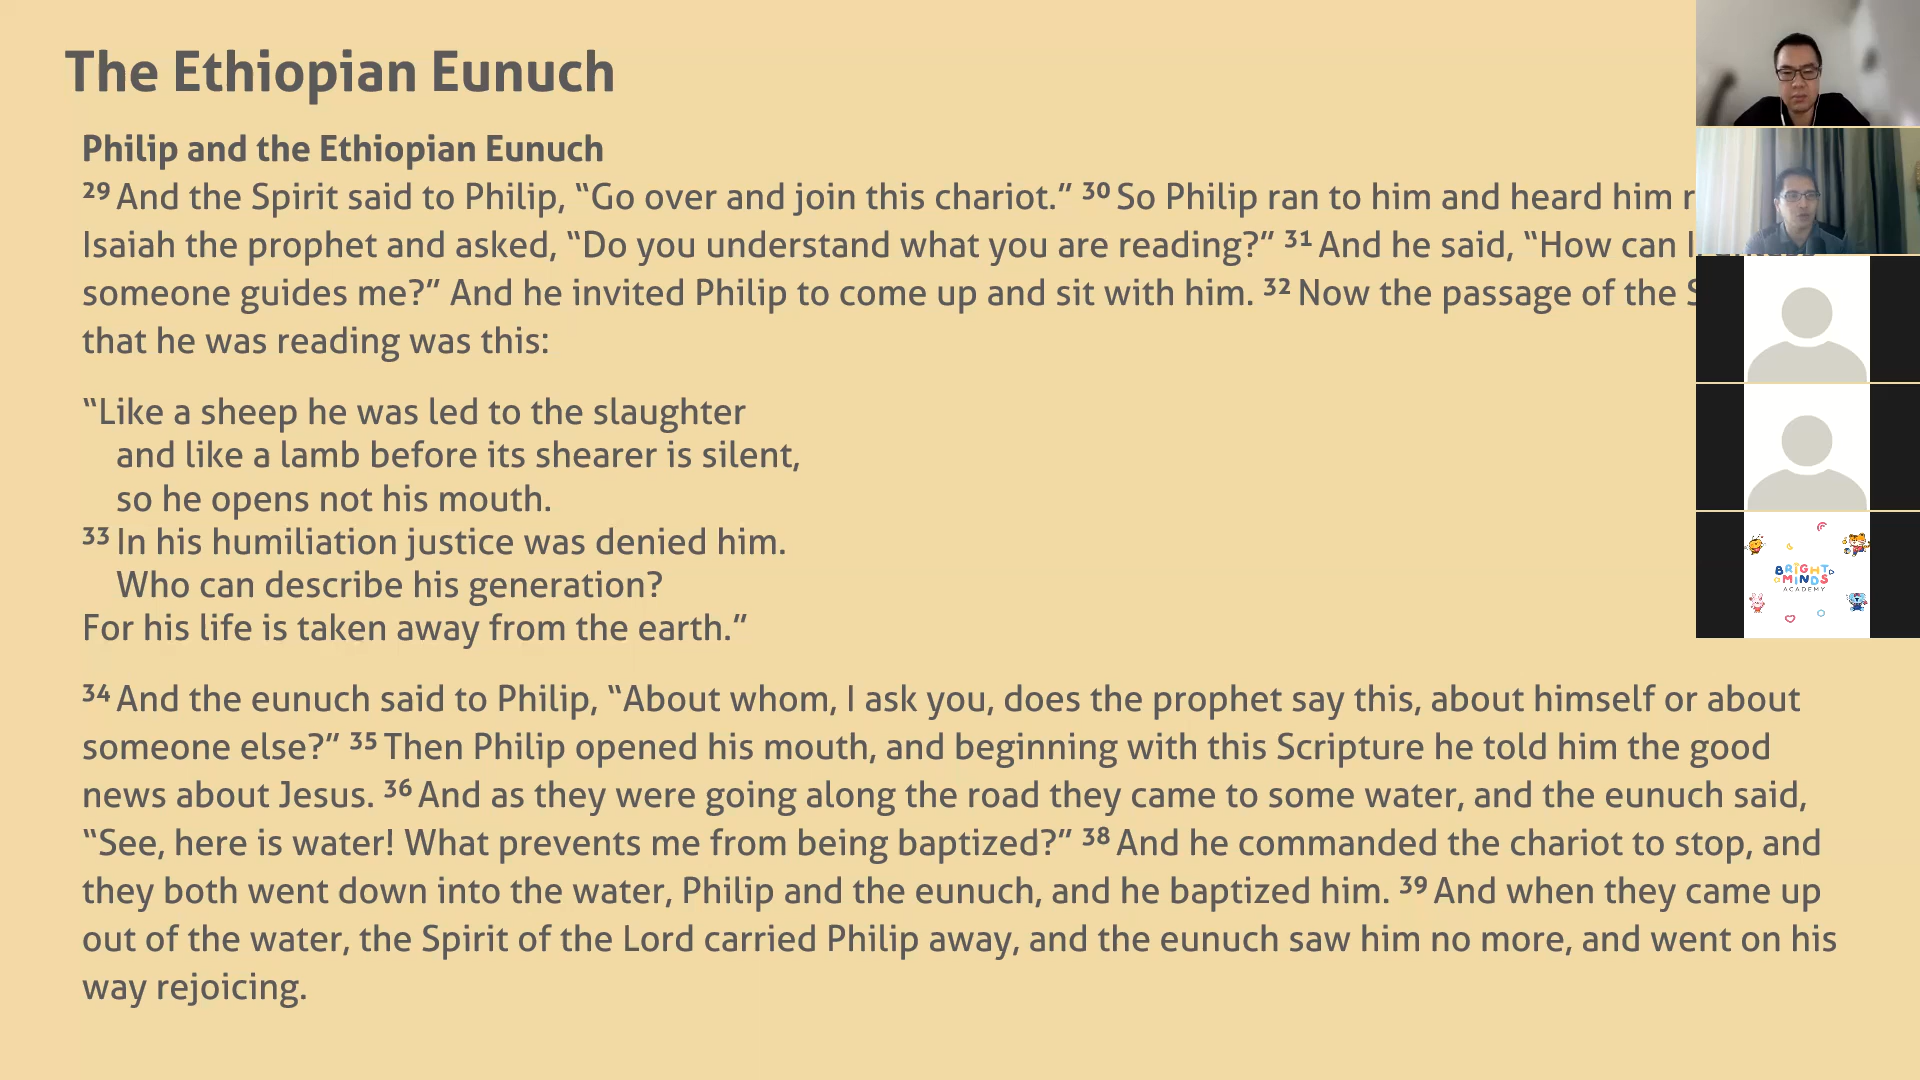 The Ethiopian Eunuch
Philip and the Ethiopian Eunuch
29 And the Spirit said to Philip, “Go over and join this chariot.” 30 So Philip ran to him and heard him
Isaiah the prophet and asked, “Do you understand what you are reading?” 31 And he said, “How can I,
someone guides me?” And he invited Philip to come up and sit with him. 32 Now the passage of the
that he was reading was this:
“Like a sheep he was led to the slaughter
and like a lamb before its shearer is silent,
so he opens not his mouth.
33 In his humiliation justice was denied him.
Who can describe his generation?
For his life is taken away from the earth.”
34 And the eunuch said to Philip, “About whom, I ask you, does the prophet say this, about himself or about
someone else?” 35 Then Philip opened his mouth, and beginning with this Scripture he told him the good
news about Jesus. 36 And as they were going along the road they came to some water, and the eunuch said,
“See, here is water! What prevents me from being baptized?” 38 And he commanded the chariot to stop, and
they both went down into the water, Philip and the eunuch, and he baptized him. 39 And when they came up
out of the water, the Spirit of the Lord carried Philip away, and the eunuch saw him no more, and went on his
way rejoicing.
BRIGHT
MINDS
ACADEMY